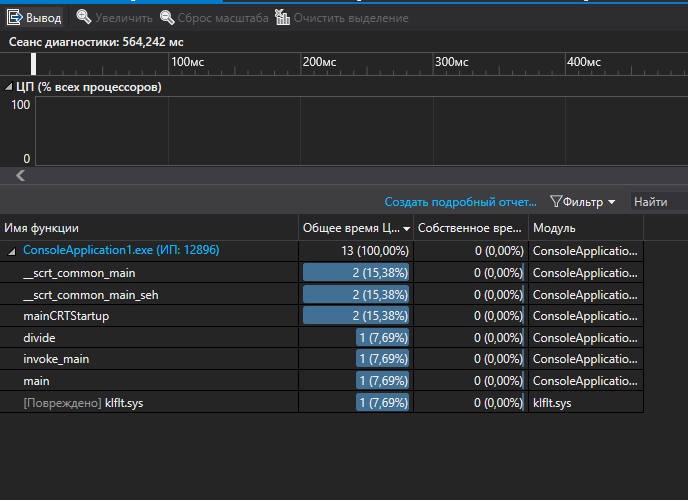 Вывод Увеличить Сброс масштаба Очистить выделение
Сеанс диагностики: 564,242 мс
100мс 200мс 300мс 400мс
ЦП (% всех процессоров)
100
0
Создать подробный отчет... Фильтр Найти
Имя функции Общее время Ц... Собственное вре... Модуль
ConsoleApplication1.exe (ИП: 12896) 13 (100,00%) 0 (0,00%) ConsoleApplicatio...
__scrt_common_main 2 (15,38%) 0 (0,00%) ConsoleApplicatio...
__scrt_common_main_seh 2 (15,38%) 0 (0,00%) ConsoleApplicatio...
mainCRTStartup 2 (15,38%) 0 (0,00%) ConsoleApplicatio...
divide 1 (7,69%) 0 (0,00%) ConsoleApplicatio...
invoke_main 1 (7,69%) 0 (0,00%) ConsoleApplicatio...
main 1 (7,69%) 0 (0,00%) ConsoleApplicatio...
[Повреждено] klflt.sys 1 (7,69%) 0 (0,00%) klflt.sys